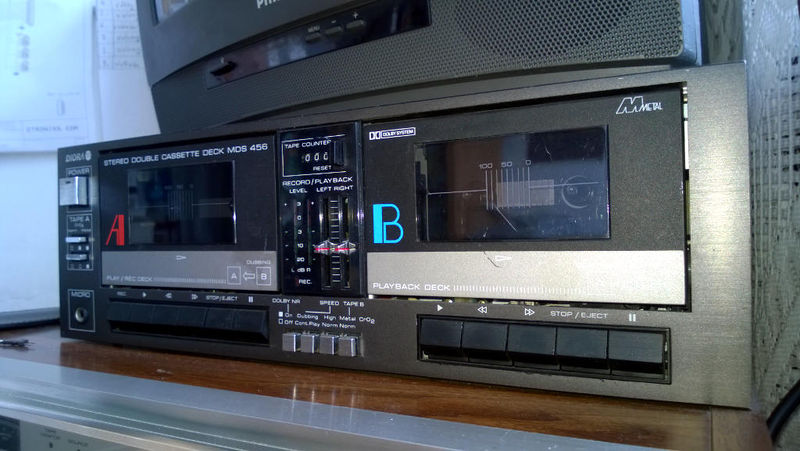 MENU
DIORA
STEREO DOUBLE CASSETTE DECK MDS 456
POWER
TAPE A
A
PLAY / REC DECK
DUBBING
A B
MICRO
REC
STOP / EJECT
TAPE COUNTER
000
RESET
RECORD / PLAYBACK
LEVEL LEFT RIGHT
3
0
3
10
20
dB
REC.
DOLBY NR SPEED TAPE B
On Dubbing High Metal CrO2
Off Cont.Play Norm Norm
DOLBY SYSTEM
M METAL
100 50 0
B
PLAYBACK DECK
STOP / EJECT